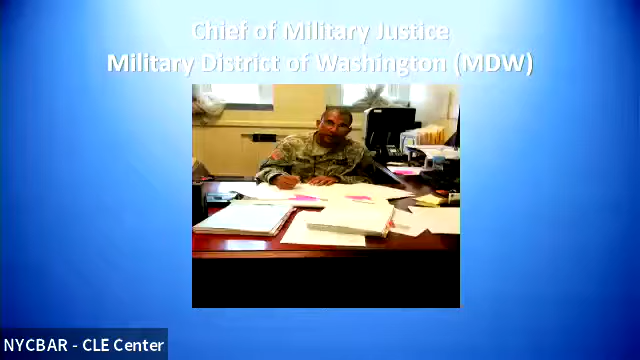 Chief of Military Justice
Military District of Washington (MDW)
NYCBAR - CLE Center